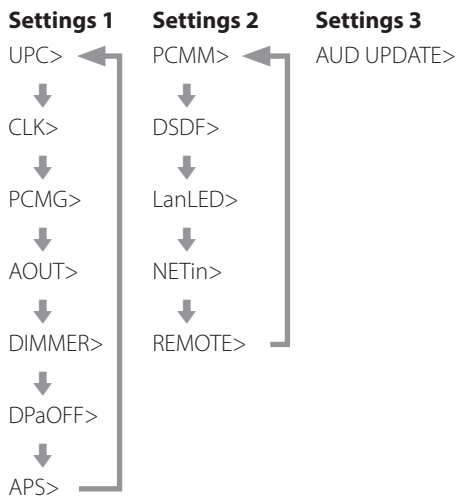 Settings 1
UPC>
CLK>
PCMG>
AOUT>
DIMMER>
DPaOFF>
APS>
Settings 2
PCMM>
DSDF>
LanLED>
NETin>
REMOTE>
Settings 3
AUD UPDATE>